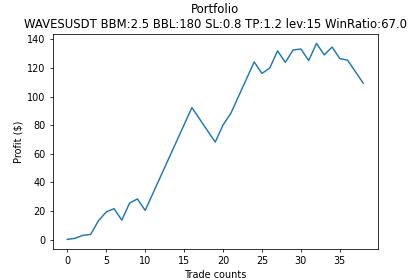 Portfolio
WAVESUSDT BBM:2.5 BBL:180 SL:0.8 TP:1.2 lev:15 WinRatio:67.0
140
120
100
80
60
40
20
0
Profit ($)
0 5 10 15 20 25 30 35
Trade counts